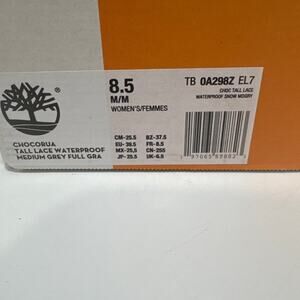 8.5
M/M
WOMEN'S/FEMMES
TB 0A298Z EL7
CHOC TALL LACE
WATERPROOF SNOW MDGRY
CHOCORUA
TALL LACE WATERPROOF
MEDIUM GREY FULL GRA
CM-25.5 BZ-37.5
EU-39.5 FR-8.5
MX-25,5 CN-255
JP-25.5 UK-6.5